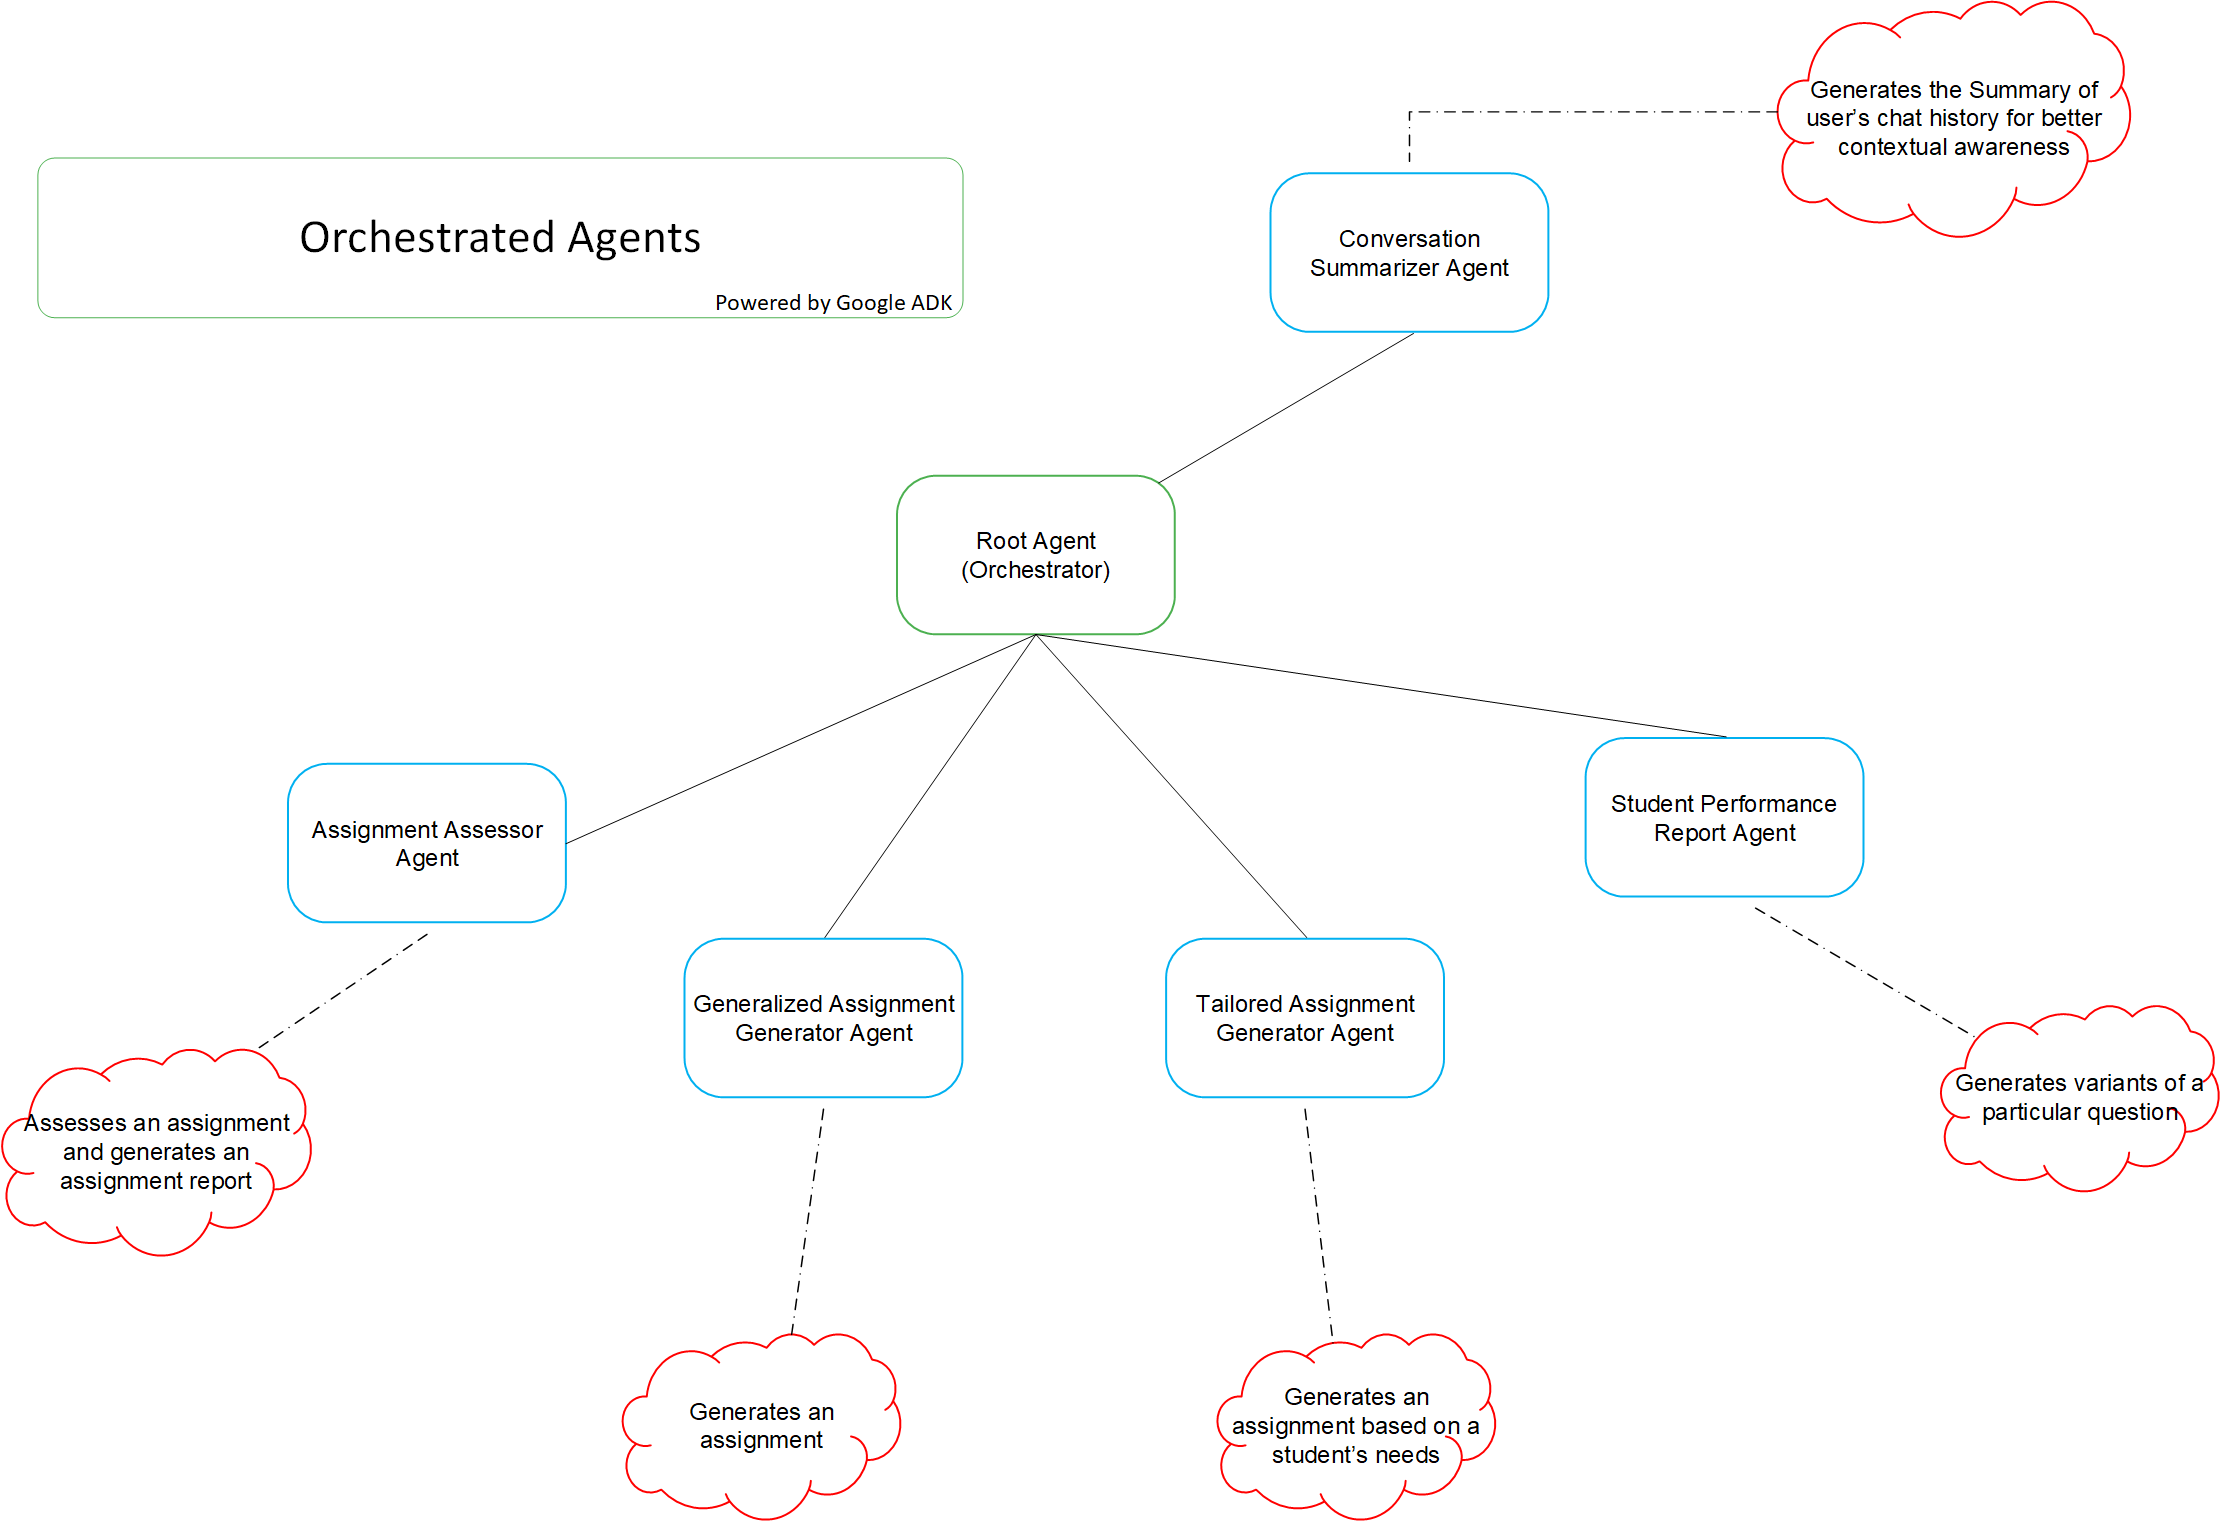 Generates the Summary of
user's chat history for better
contextual awareness
Orchestrated Agents
Powered by Google ADK
Conversation
Summarizer Agent
Root Agent
(Orchestrator)
Assignment Assessor
Agent
Student Performance
Report Agent
Generalized Assignment
Generator Agent
Tailored Assignment
Generator Agent
Assesses an assignment
and generates an
assignment report
Generates variants of a
particular question
Generates an
assignment
Generates an
assignment based on a
student's needs